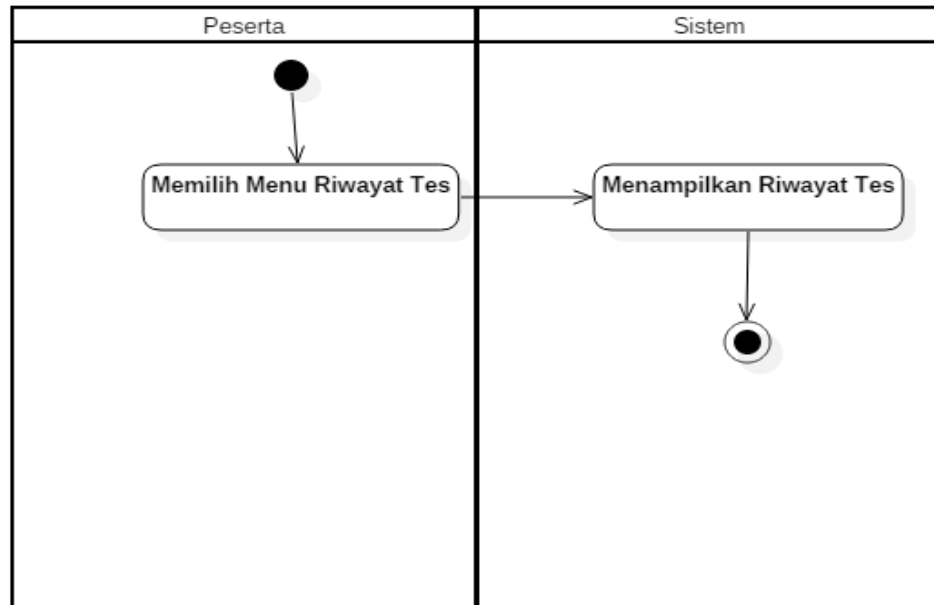 Peserta
Sistem
Memilih Menu Riwayat Tes
Menampilkan Riwayat Tes